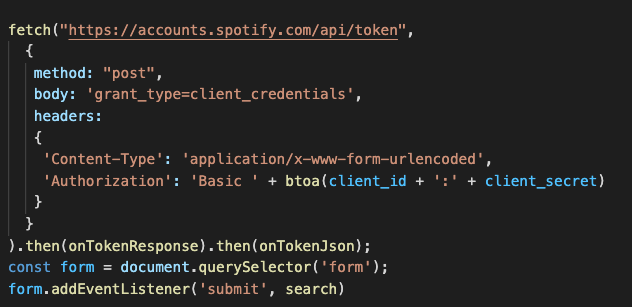 fetch("https://accounts.spotify.com/api/token",
{
method: "post",
body: 'grant_type=client_credentials',
headers:
{
'Content-Type': 'application/x-www-form-urlencoded',
'Authorization': 'Basic ' + btoa(client_id + ':' + client_secret)
}
}
).then(onTokenResponse).then(onTokenJson);
const form = document.querySelector('form');
form.addEventListener('submit', search)